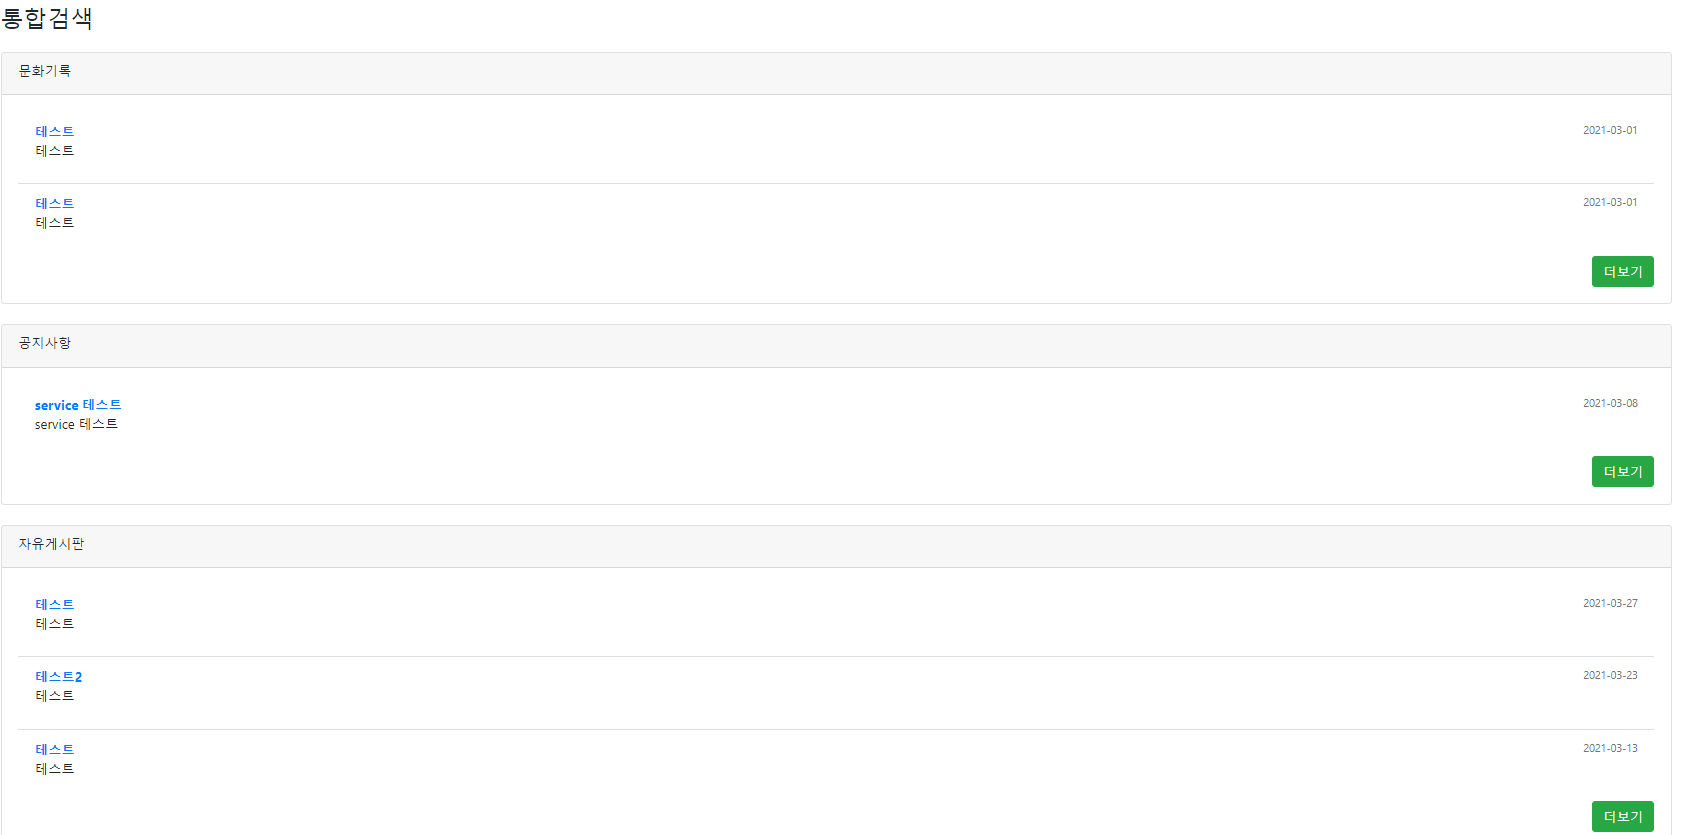 통합검색
문화기록
테스트 2021-03-01
테스트
테스트 2021-03-01
테스트
더보기
공지사항
service 테스트 2021-03-08
service 테스트
더보기
자유게시판
테스트 2021-03-27
테스트
테스트2 2021-03-23
테스트
테스트 2021-03-13
테스트
더보기